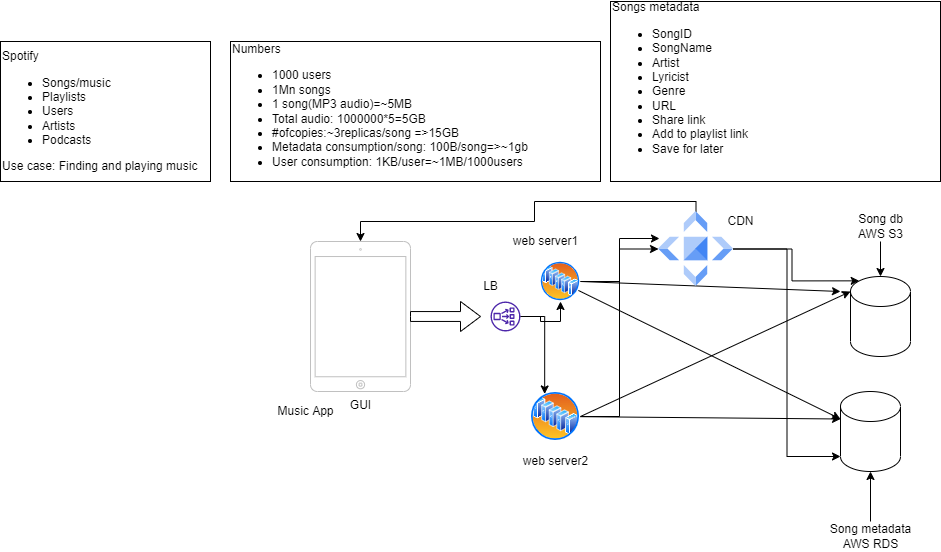 Spotify
Songs/music
Playlists
Users
Artists
Podcasts
Use case: Finding and playing music
Numbers
1000 users
1Mn songs
1 song(MP3 audio)=~5MB
Total audio: 1000000*5=5GB
#ofcopies:~3replicas/song =>15GB
Metadata consumption/song: 100B/song=>~1gb
User consumption: 1KB/user=~1MB/1000users
Songs metadata
SongID
SongName
Artist
Lyricist
Genre
URL
Share link
Add to playlist link
Save for later
CDN
Song db
AWS S3
web server1
LB
Music App
GUI
web server2
Song metadata
AWS RDS